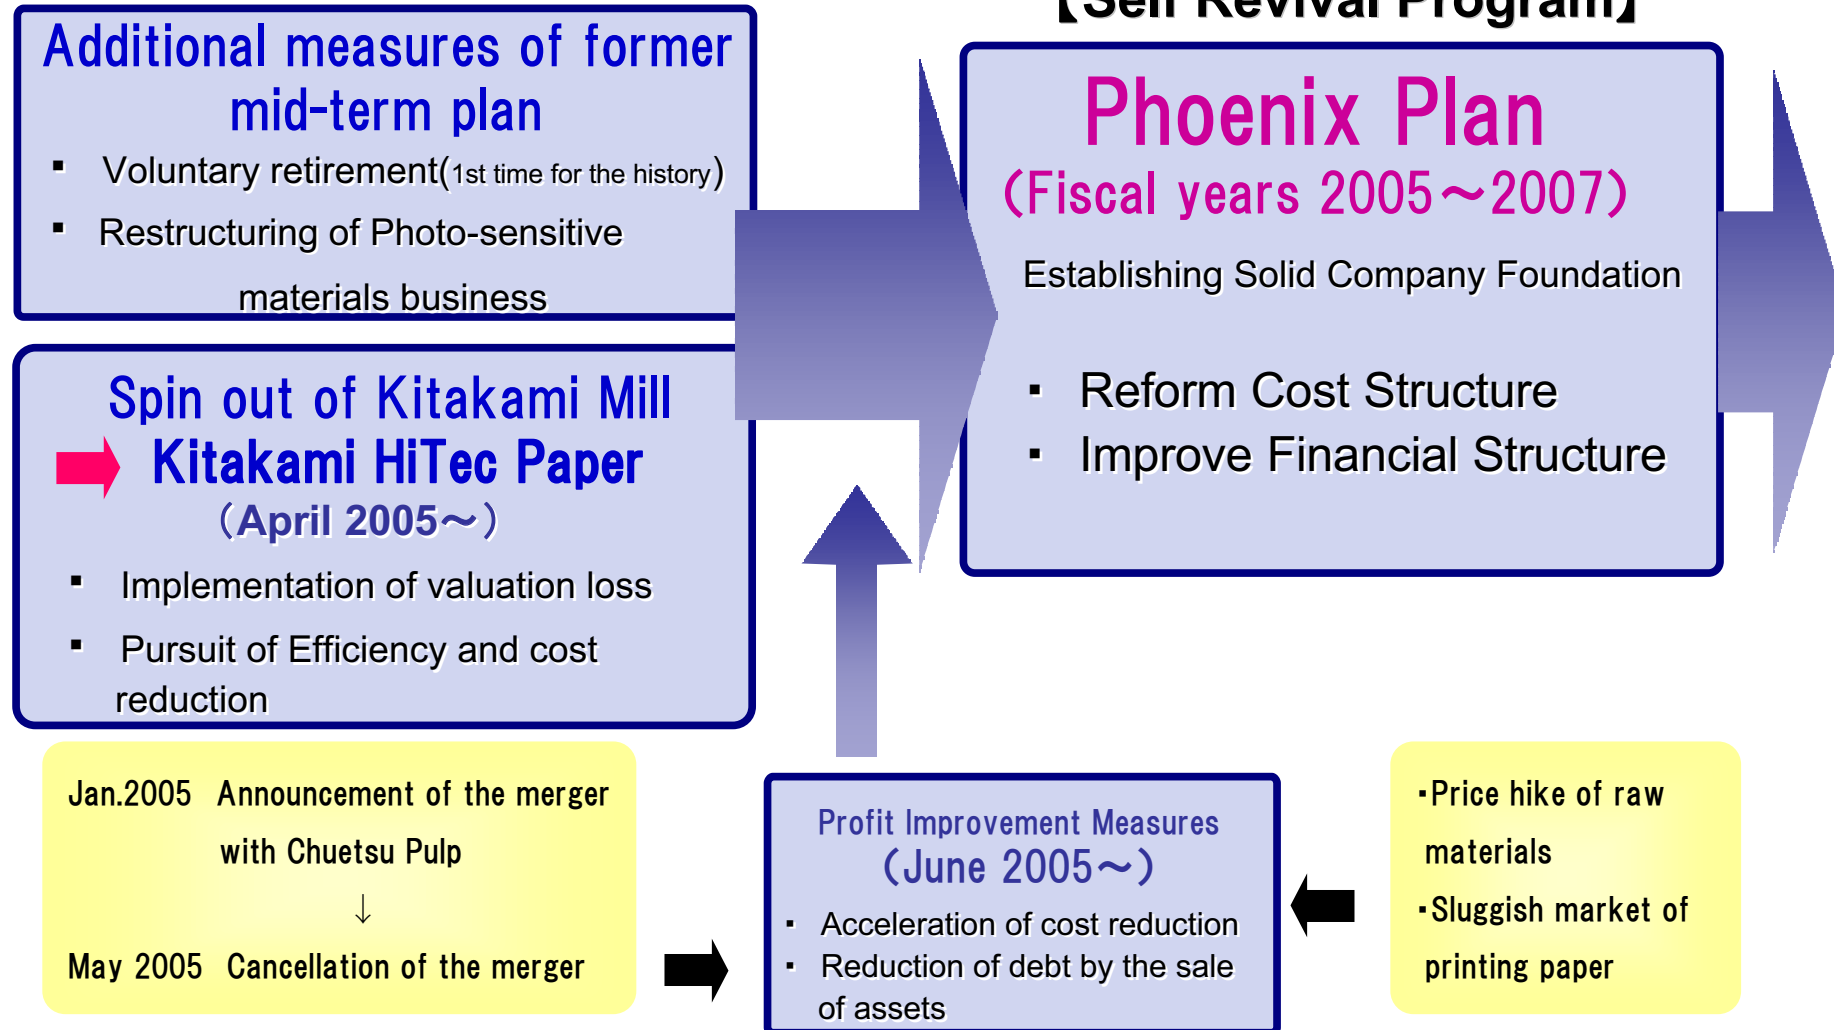 【Self Revival Program】
Additional measures of former
mid-term plan
▪ Voluntary retirement(1st time for the history)
▪ Restructuring of Photo-sensitive
materials business
Spin out of Kitakami Mill
Kitakami HiTec Paper
（April 2005～）
▪ Implementation of valuation loss
▪ Pursuit of Efficiency and cost
reduction
Phoenix Plan
（Fiscal years 2005～2007）
Establishing Solid Company Foundation
▪ Reform Cost Structure
▪ Improve Financial Structure
Jan.2005 Announcement of the merger
with Chuetsu Pulp
↓
May 2005 Cancellation of the merger
Profit Improvement Measures
（June 2005～）
▪ Acceleration of cost reduction
▪ Reduction of debt by the sale
of assets
・Price hike of raw
materials
・Sluggish market of
printing paper